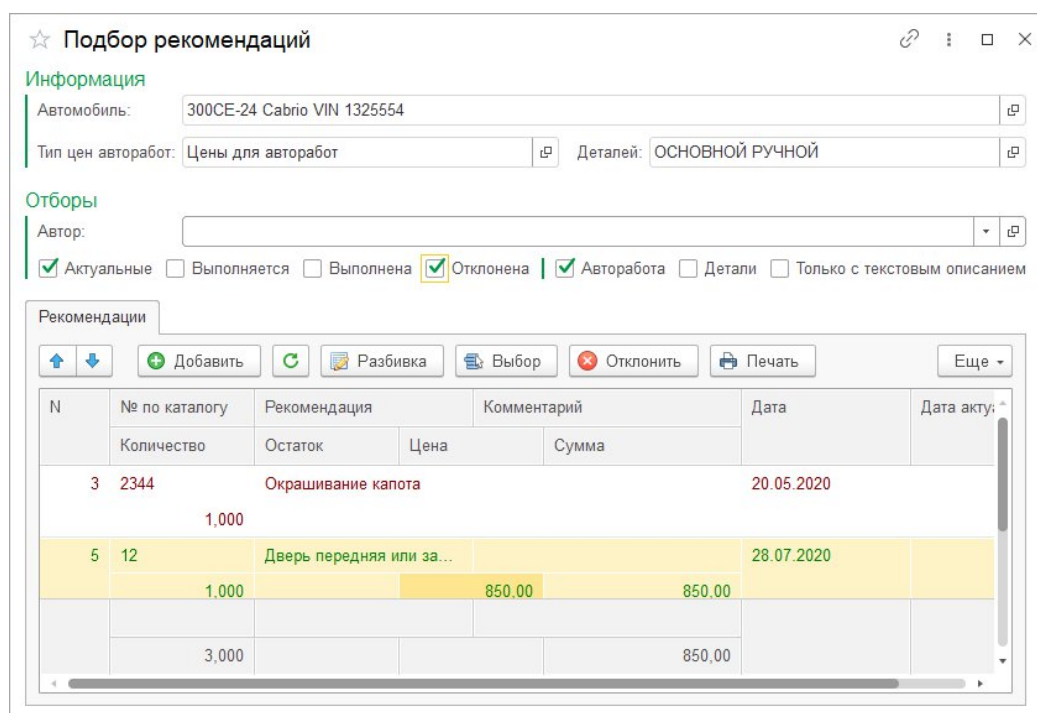 Подбор рекомендаций
Информация
Автомобиль: 300CE-24 Cabrio VIN 1325554
Тип цен авторабот: Цены для авторабот Деталей: ОСНОВНОЙ РУЧНОЙ
Отборы
Автор:
Актуальные Выполняется Выполнена Отклонена Авторабота Детали Только с текстовым описанием
Рекомендации
Добавить Разбивка Выбор Отклонить Печать Еще
N № по каталогу Рекомендация Комментарий Дата Дата акту
Количество Остаток Цена Сумма
3 2344 Окрашивание капота 20.05.2020
1,000
5 12 Дверь передняя или за... 28.07.2020
1,000 850,00 850,00
3,000 850,00